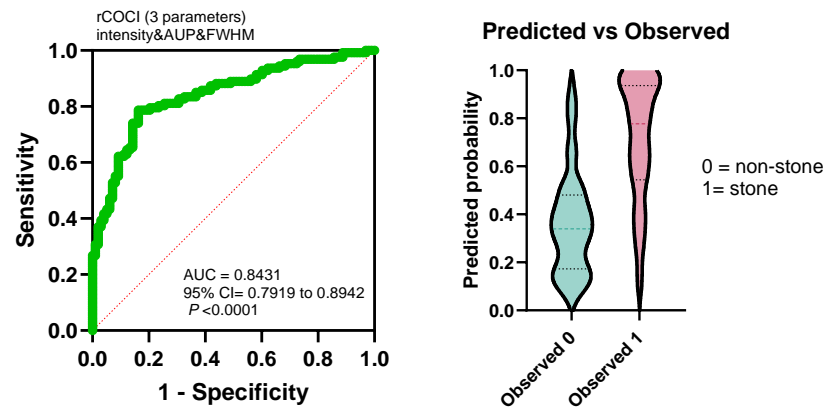 rCOCI (3 parameters)
intensity&AUP&FWHM
1.0
0.8
0.6
0.4
0.2
0.0
Sensitivity
AUC = 0.8431
95% CI= 0.7919 to 0.8942
P <0.0001
0.0 0.2 0.4 0.6 0.8 1.0
1 - Specificity
Predicted vs Observed
1.0
0.8
0.6
0.4
0.2
0.0
Predicted probability
Observed 0
Observed 1
0 = non-stone
1= stone